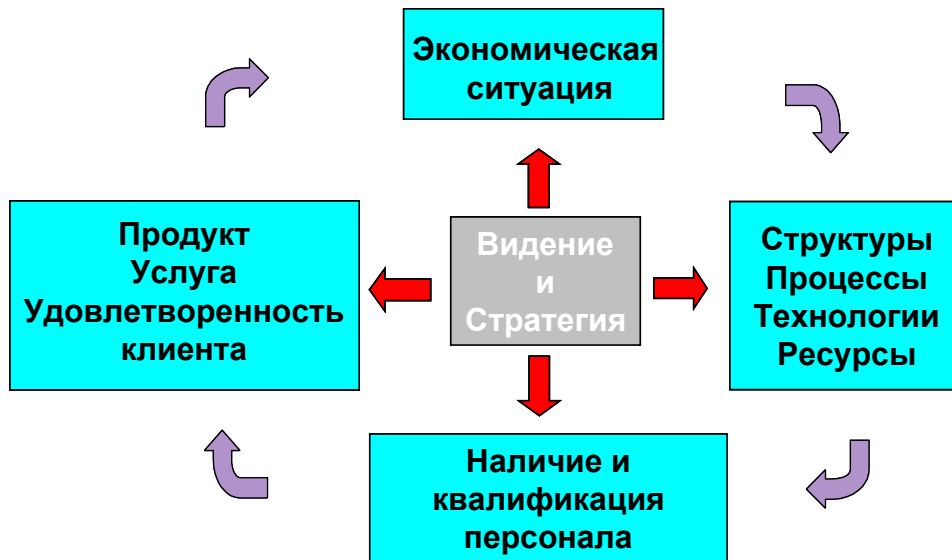 Экономическая
ситуация
Продукт
Услуга
Удовлетворенность
клиента
Видение
и
Стратегия
Структуры
Процессы
Технологии
Ресурсы
Наличие и
квалификация
персонала